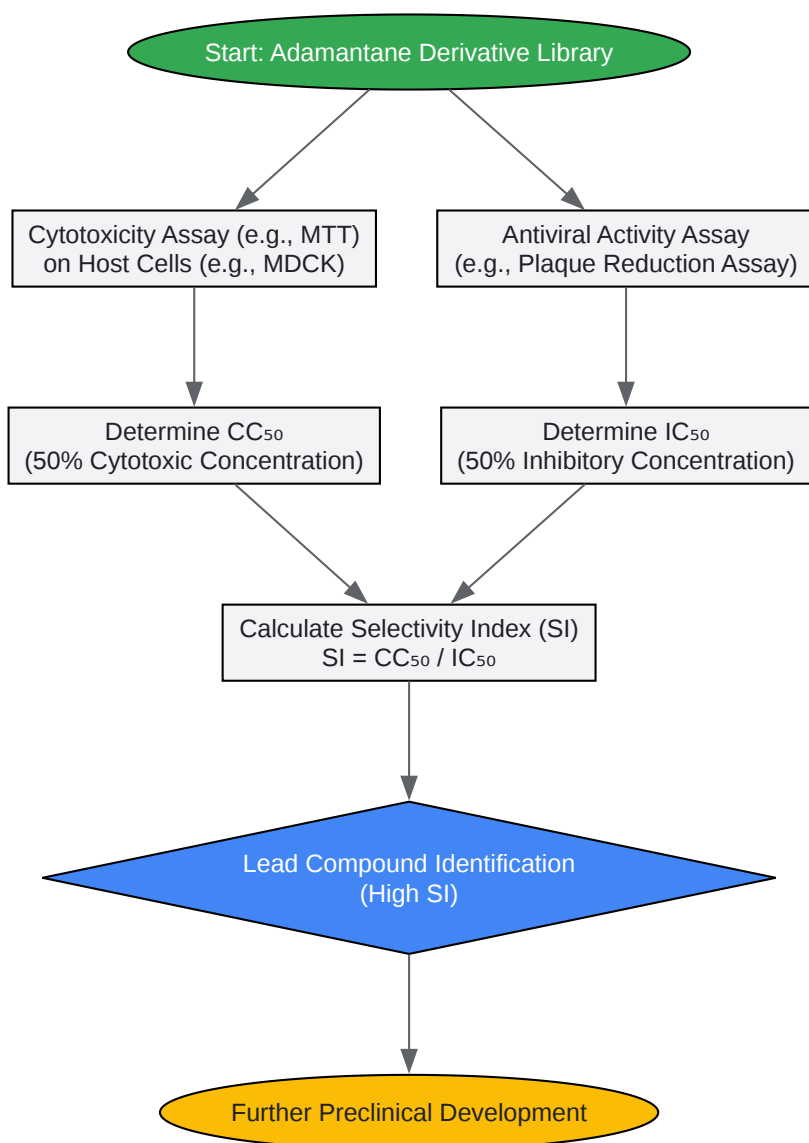 Start: Adamantane Derivative Library
Cytotoxicity Assay (e.g., MTT)
on Host Cells (e.g., MDCK)
Antiviral Activity Assay
(e.g., Plaque Reduction Assay)
Determine CC₅₀
(50% Cytotoxic Concentration)
Determine IC₅₀
(50% Inhibitory Concentration)
Calculate Selectivity Index (SI)
SI = CC₅₀ / IC₅₀
Lead Compound Identification
(High SI)
Further Preclinical Development